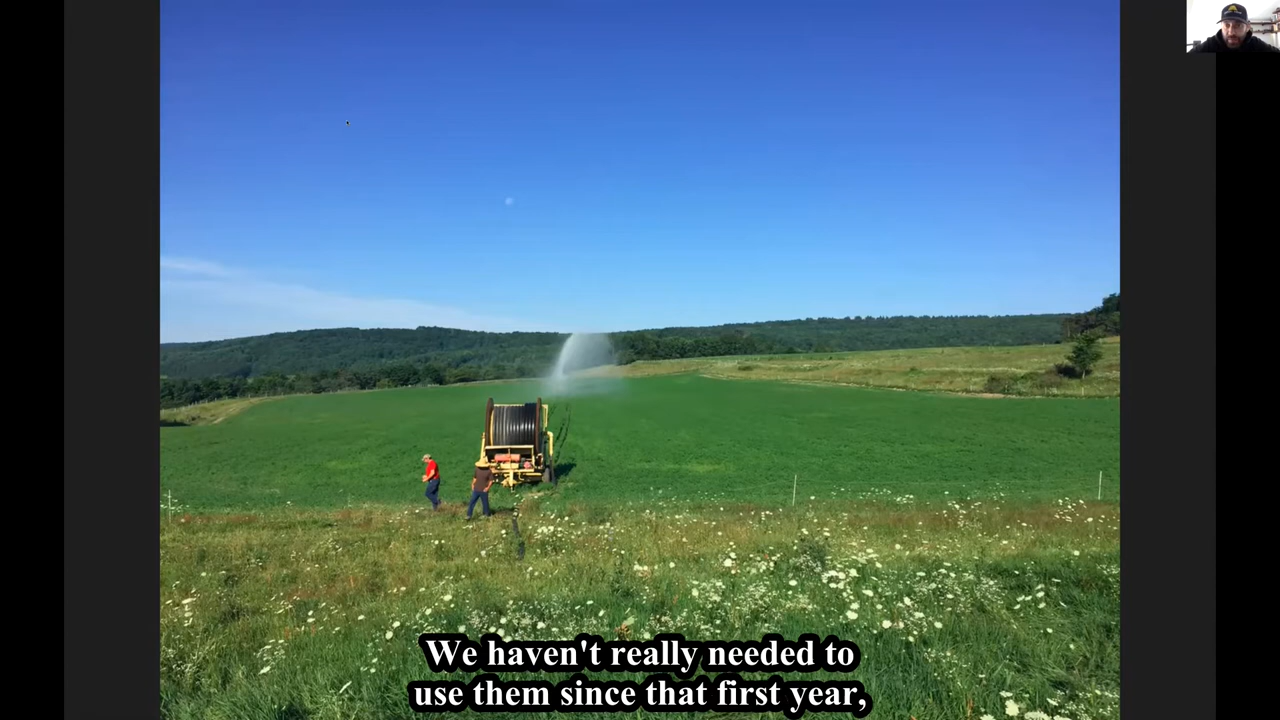 We haven't really needed to
use them since that first year,